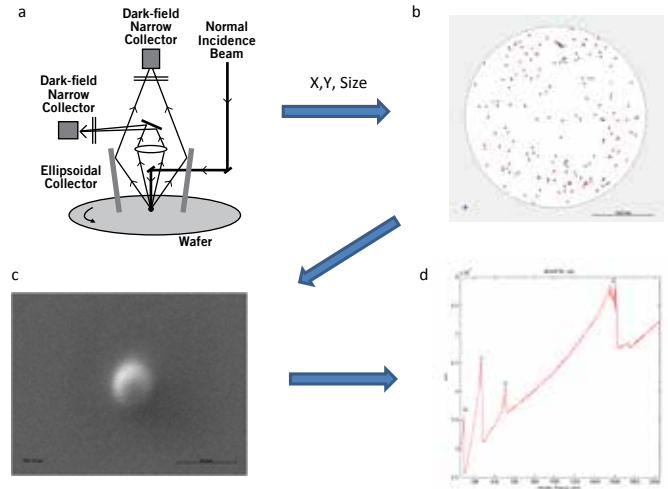 a
Dark-field
Narrow
Collector
Normal
Incidence
Beam
Dark-field
Narrow
Collector
Ellipsoidal
Collector
Wafer
X,Y, Size
b
c
d